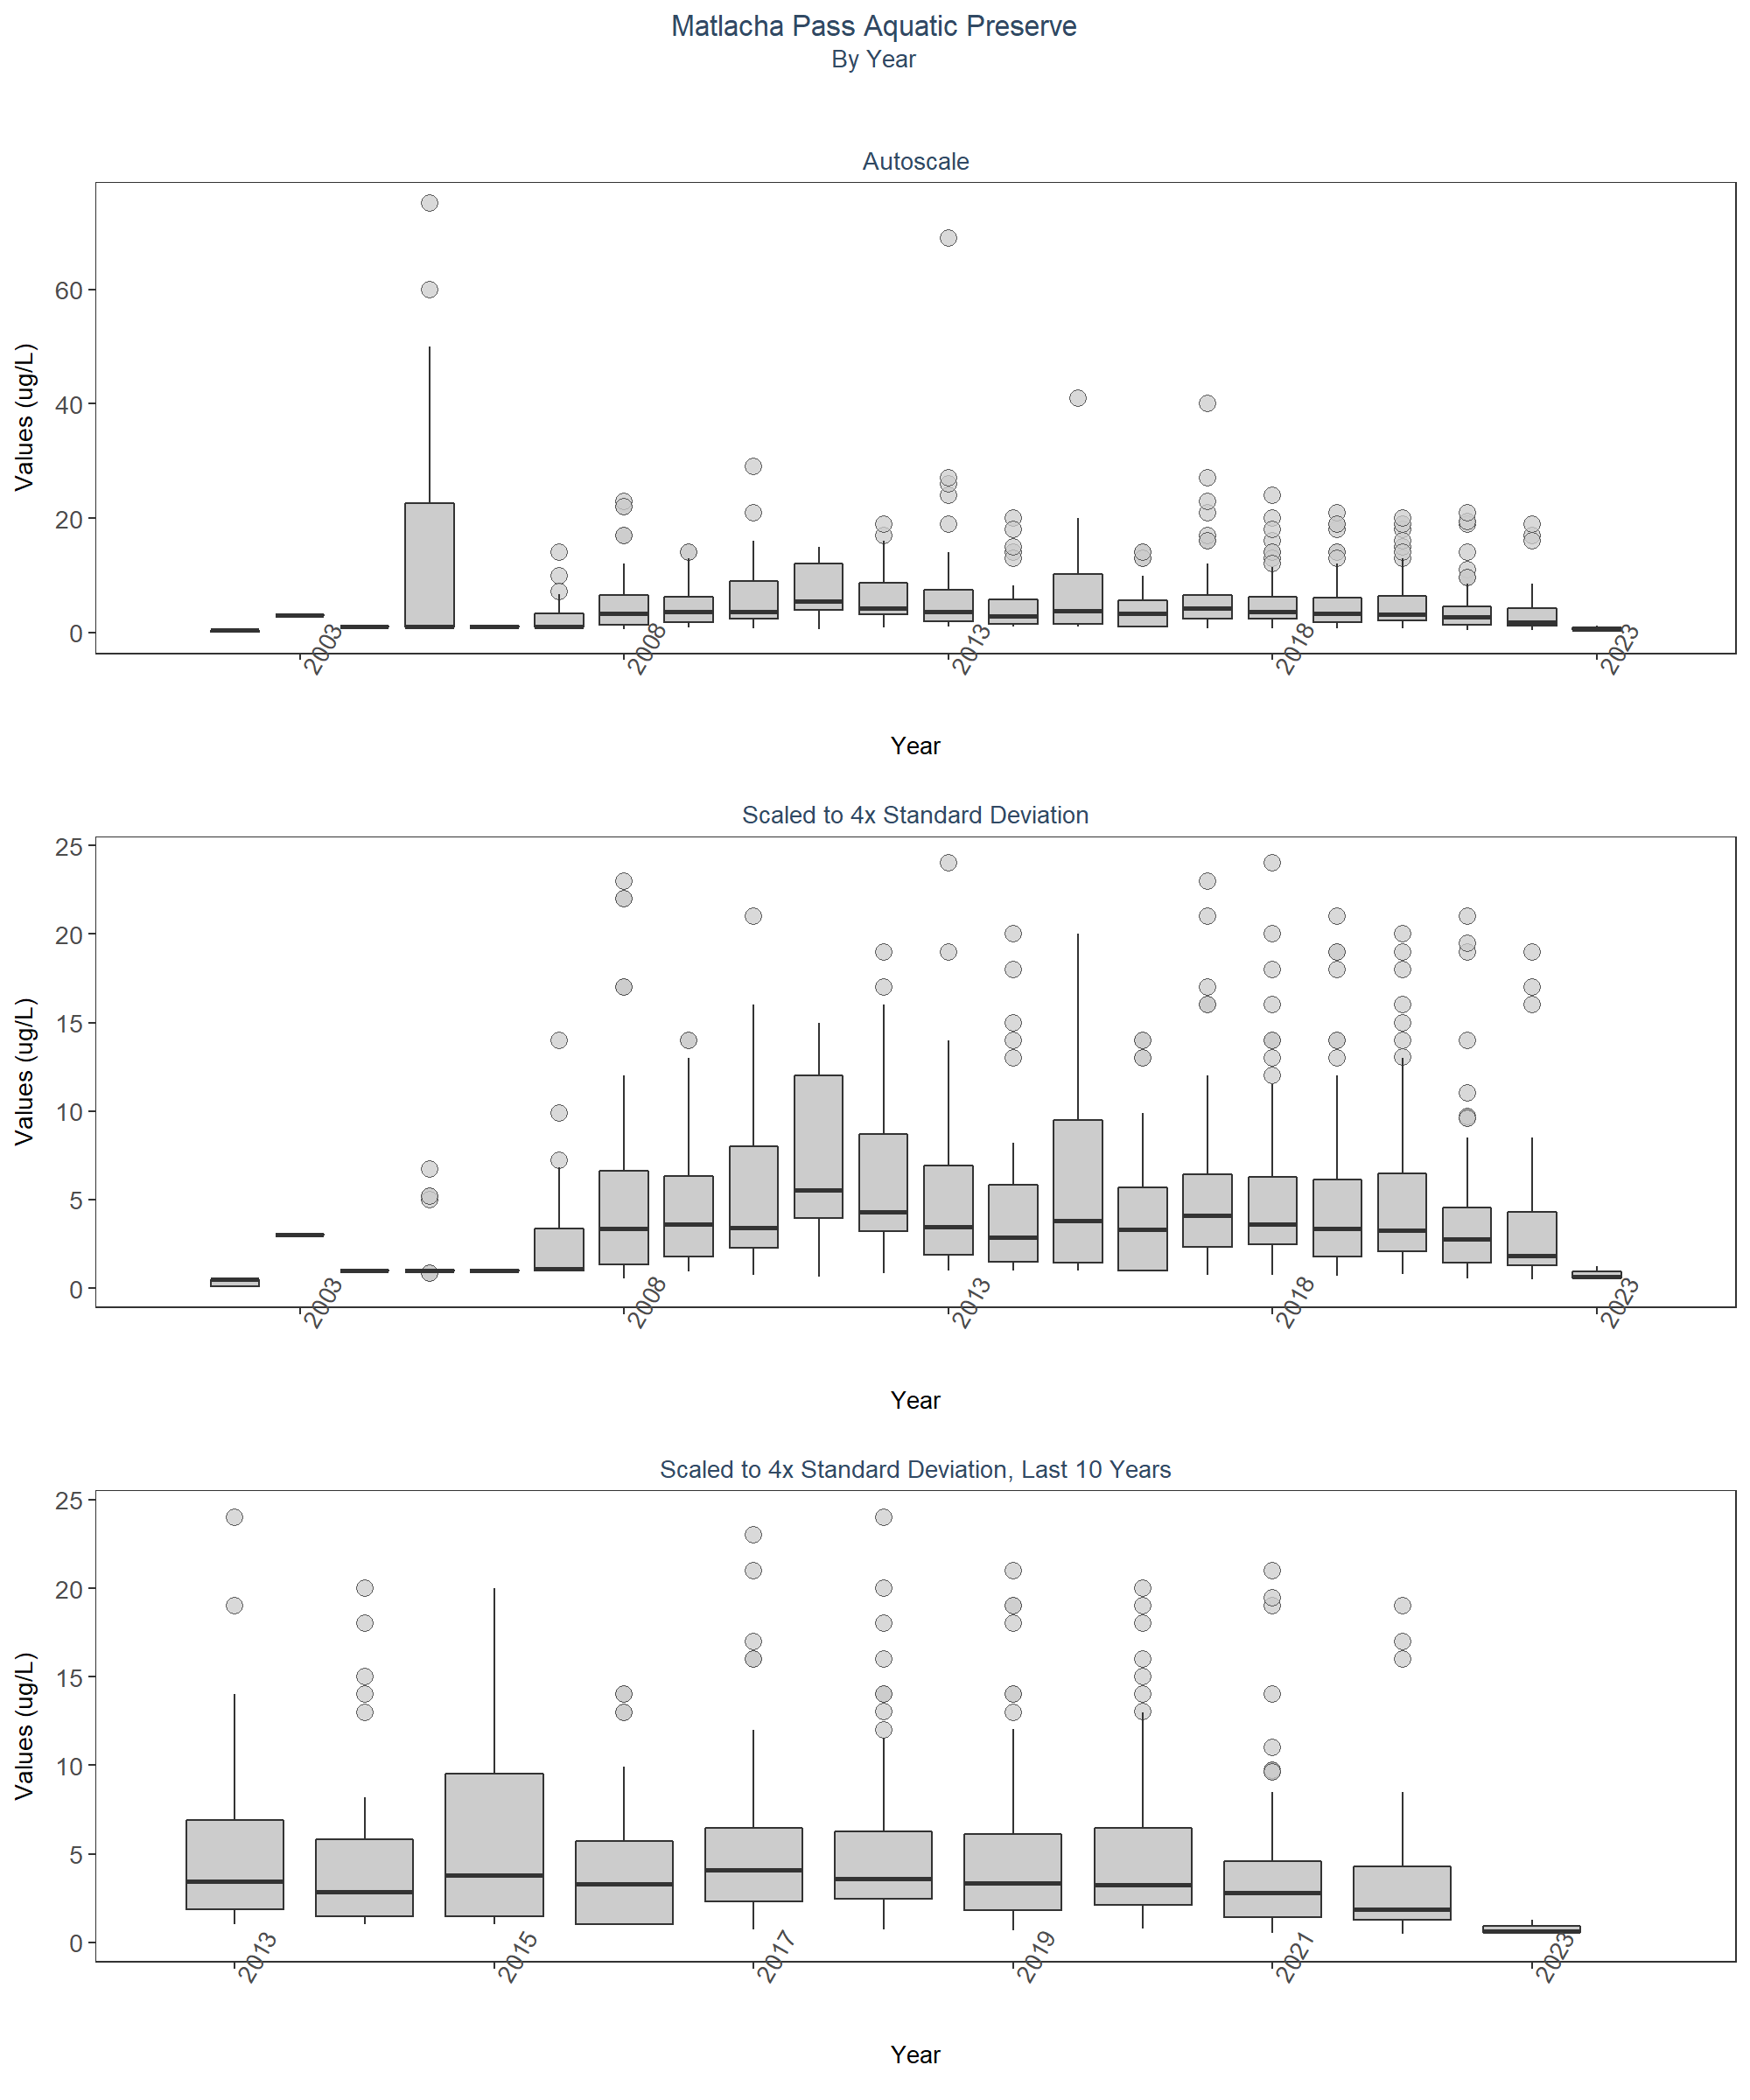 Matlacha Pass Aquatic Preserve
By Year
Autoscale
Values (ug/L)
60
40
20
0
2003
2008
2013
2018
2023
Year
Scaled to 4x Standard Deviation
Values (ug/L)
25
20
15
10
5
0
2003
2008
2013
2018
2023
Year
Scaled to 4x Standard Deviation, Last 10 Years
Values (ug/L)
25
20
15
10
5
0
2013
2015
2017
2019
2021
2023
Year